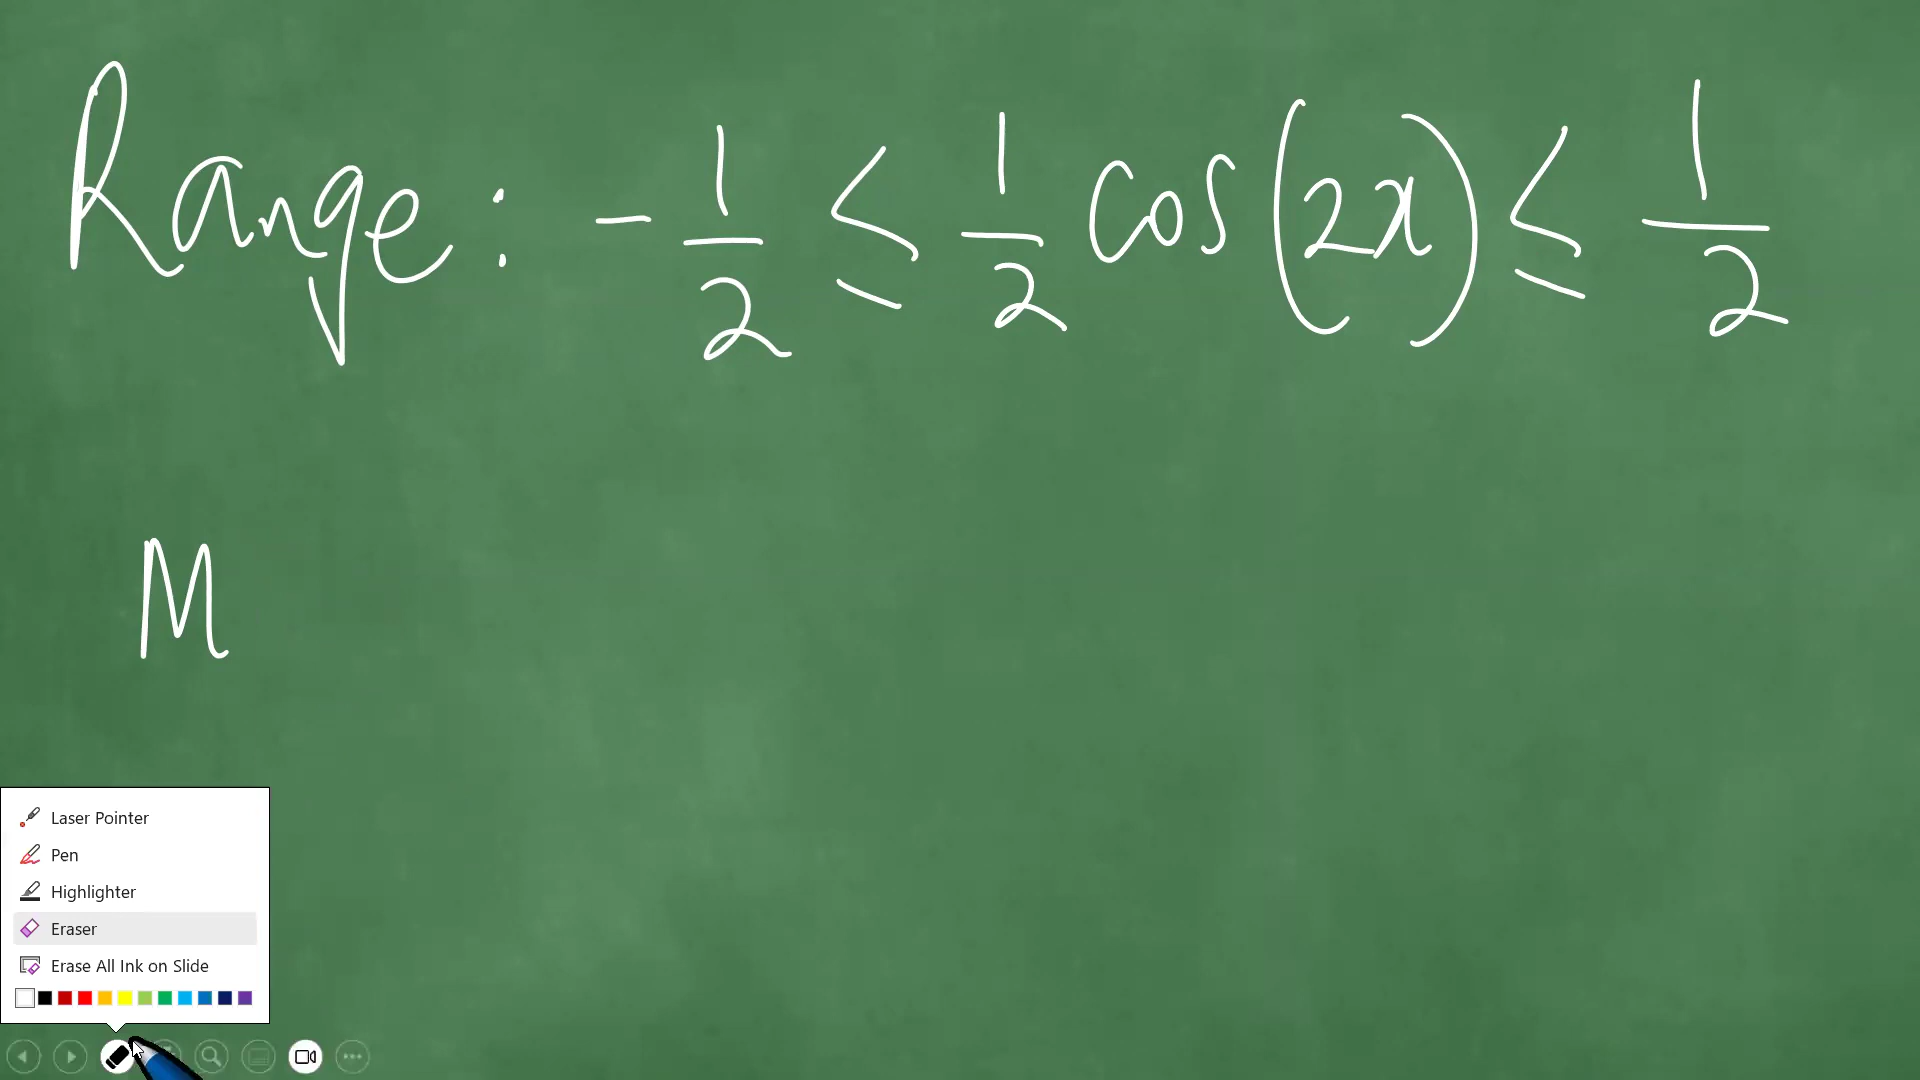 Range: -1/2 ≤ 1/2 cos(2x) ≤ 1/2
M
Laser Pointer
Pen
Highlighter
Eraser
Erase All Ink on Slide